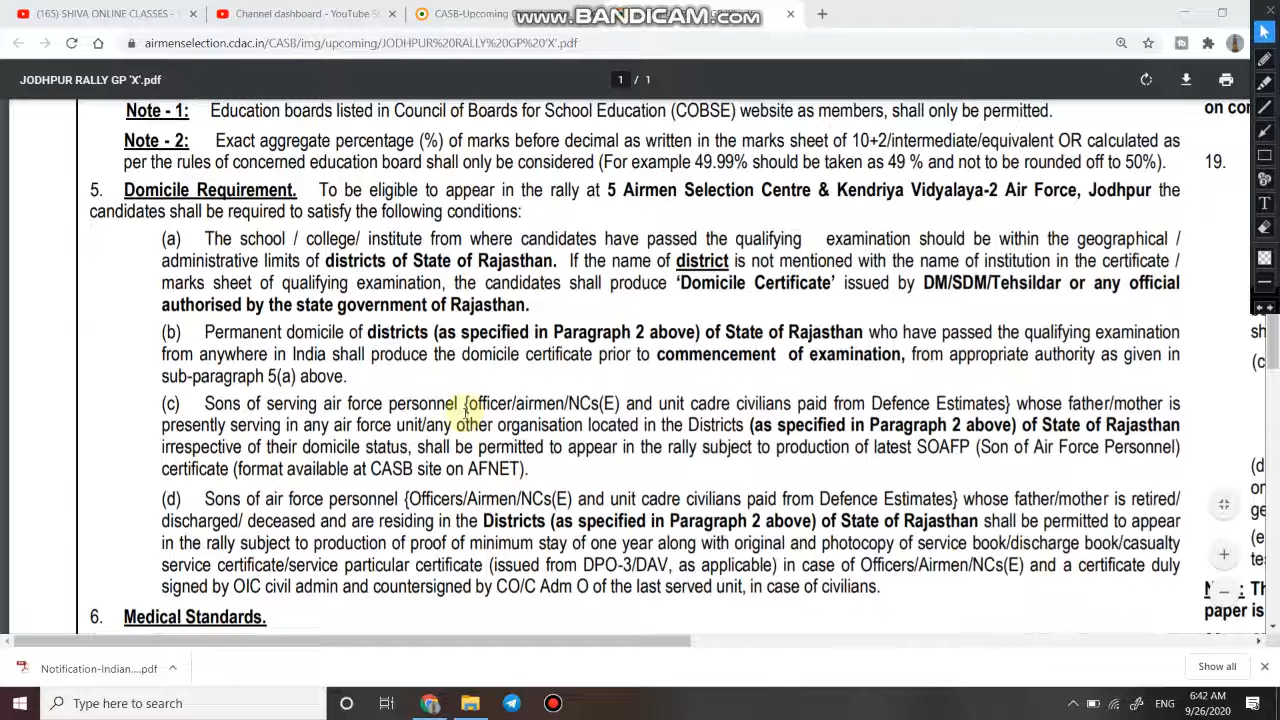 (165) SHIVA ONLINE CLASSES -
Channel dashboard - YouTube S
CASB-Upcoming
www.BANDICAM.com
airmenselection.cdac.in/CASB/img/upcoming/JODHPUR%20RALLY%20GP%20'X'.pdf
JODHPUR RALLY GP 'X'.pdf
1 / 1
Note - 1: Education boards listed in Council of Boards for School Education (COBSE) website as members, shall only be permitted.
on con
Note - 2: Exact aggregate percentage (%) of marks before decimal as written in the marks sheet of 10+2/intermediate/equivalent OR calculated as
per the rules of concerned education board shall only be considered (For example 49.99% should be taken as 49 % and not to be rounded off to 50%).
19.
5. Domicile Requirement. To be eligible to appear in the rally at 5 Airmen Selection Centre & Kendriya Vidyalaya-2 Air Force, Jodhpur the
candidates shall be required to satisfy the following conditions:
(a) The school / college/ institute from where candidates have passed the qualifying examination should be within the geographical /
administrative limits of districts of State of Rajasthan. If the name of district is not mentioned with the name of institution in the certificate /
marks sheet of qualifying examination, the candidates shall produce 'Domicile Certificate' issued by DM/SDM/Tehsildar or any official
authorised by the state government of Rajasthan.
(b) Permanent domicile of districts (as specified in Paragraph 2 above) of State of Rajasthan who have passed the qualifying examination
sh
from anywhere in India shall produce the domicile certificate prior to commencement of examination, from appropriate authority as given in
(c
sub-paragraph 5(a) above.
(c) Sons of serving air force personnel {officer/airmen/NCs(E) and unit cadre civilians paid from Defence Estimates} whose father/mother is
presently serving in any air force unit/any other organisation located in the Districts (as specified in Paragraph 2 above) of State of Rajasthan
irrespective of their domicile status, shall be permitted to appear in the rally subject to production of latest SOAFP (Son of Air Force Personnel)
certificate (format available at CASB site on AFNET).
(d
(d) Sons of air force personnel {Officers/Airmen/NCs(E) and unit cadre civilians paid from Defence Estimates} whose father/mother is retired/
or
discharged/ deceased and are residing in the Districts (as specified in Paragraph 2 above) of State of Rajasthan shall be permitted to appear
ge
in the rally subject to production of proof of minimum stay of one year along with original and photocopy of service book/discharge book/casualty
(e
service certificate/service particular certificate (issued from DPO-3/DAV, as applicable) in case of Officers/Airmen/NCs(E) and a certificate duly
tes
signed by OIC civil admin and countersigned by CO/C Adm O of the last served unit, in case of civilians.
Th
6. Medical Standards.
paper is
Notification-Indian....pdf
Show all
Type here to search
ENG
6:42 AM
9/26/2020